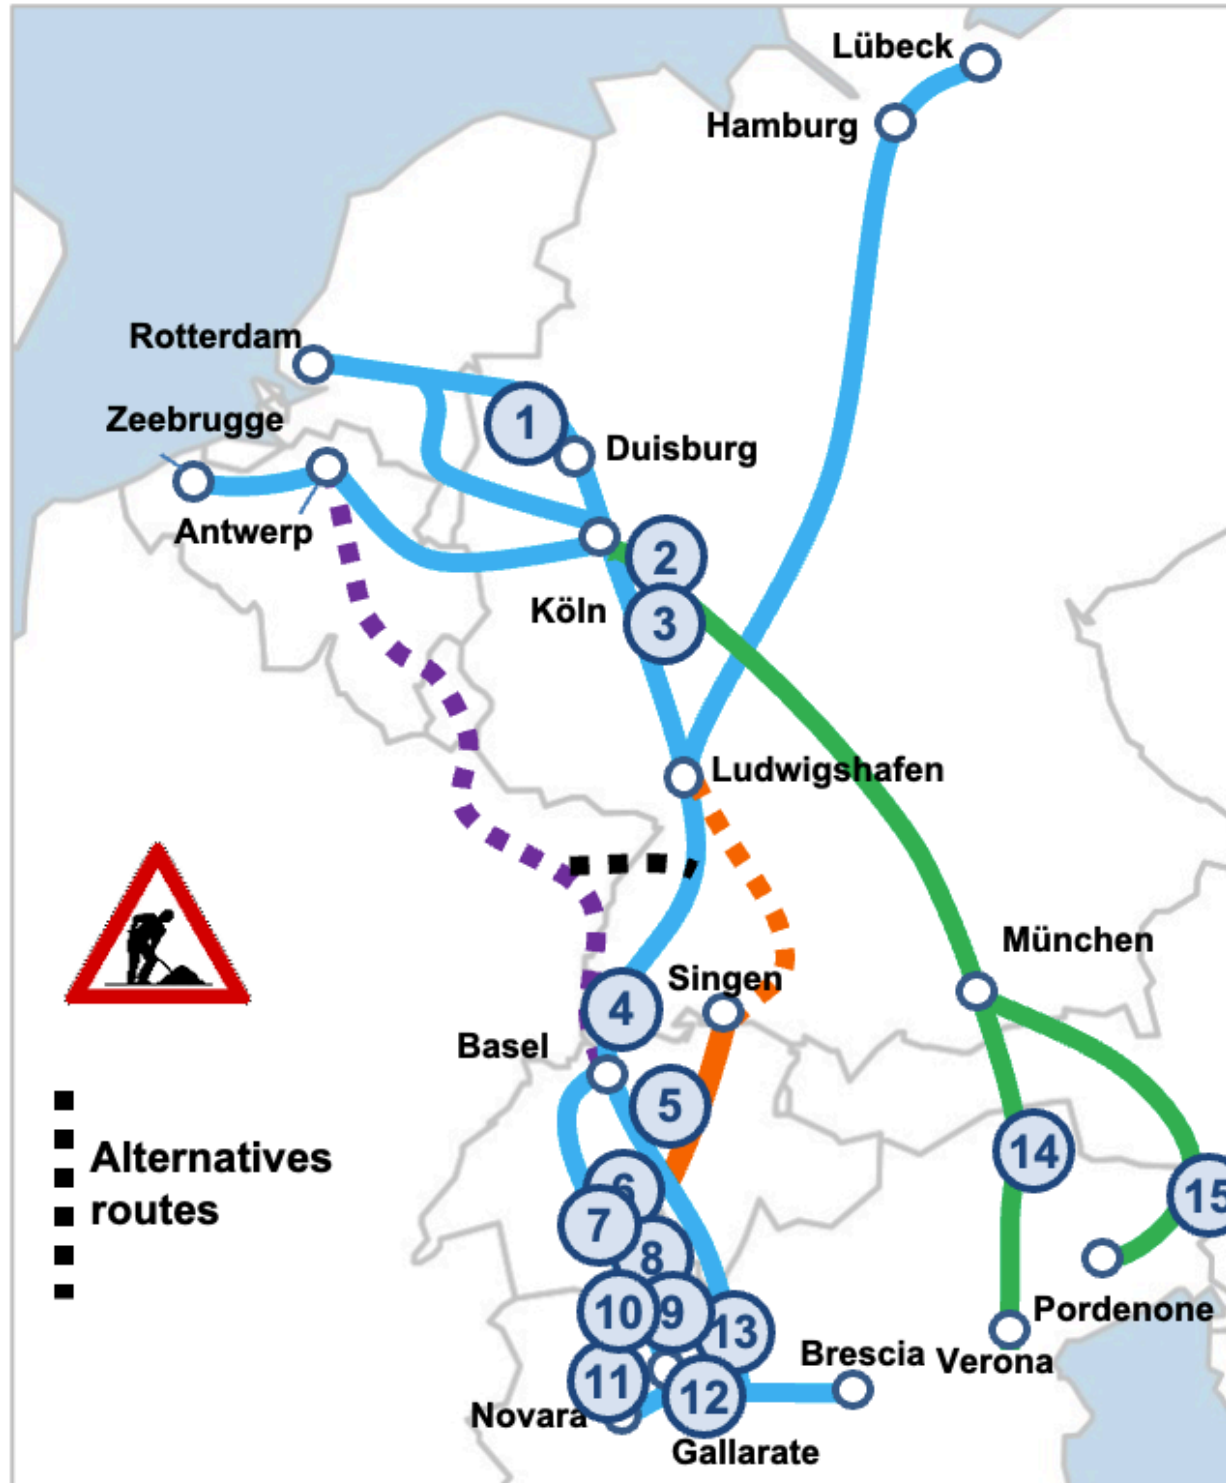 Lübeck
Hamburg
Rotterdam
Zeebrugge
1
Duisburg
Antwerp
2
Köln
3
Ludwigshafen
München
Singen
4
Basel
5
14
Alternatives
routes
6
15
7
8
10
9
13
Pordenone
Brescia
Verona
11
12
Novara
Gallarate